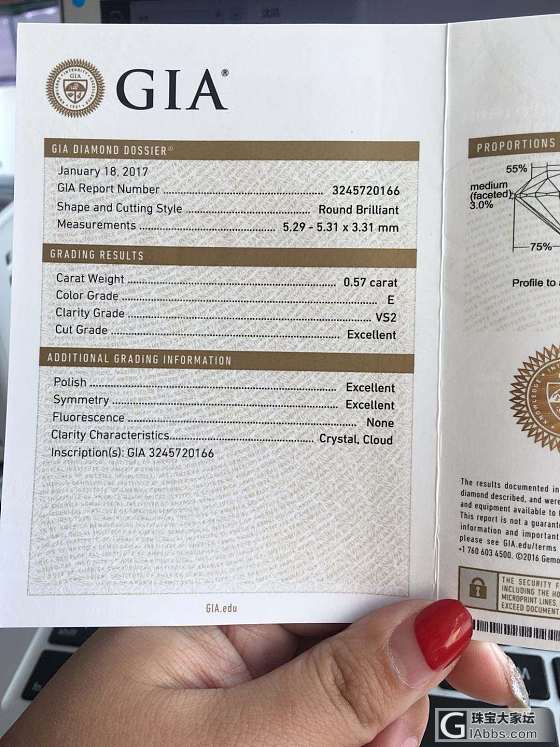 GIA®
GIA DIAMOND DOSSIER®
January 18, 2017
GIA Report Number 3245720166
Shape and Cutting Style Round Brilliant
Measurements 5.29 - 5.31 x 3.31 mm
GRADING RESULTS
Carat Weight 0.57 carat
Color Grade E
Clarity Grade VS2
Cut Grade Excellent
ADDITIONAL GRADING INFORMATION
Polish Excellent
Symmetry Excellent
Fluorescence None
Clarity Characteristics Crystal, Cloud
Inscription(s): GIA 3245720166
GIA.edu
PROPORTIONS
55%
medium
(faceted)
3.0%
75%
Profile to
The results documented in
diamond described, and were
and equipment available to
This report is not a
information and important
please see GIA.edu/terms
+1 760 603 4500. ©2016
THE SECURITY
INCLUDING THE
MICROPRINT LINES,
EXCEED DOCUMENT
珠宝大家坛
GIAbbs.com